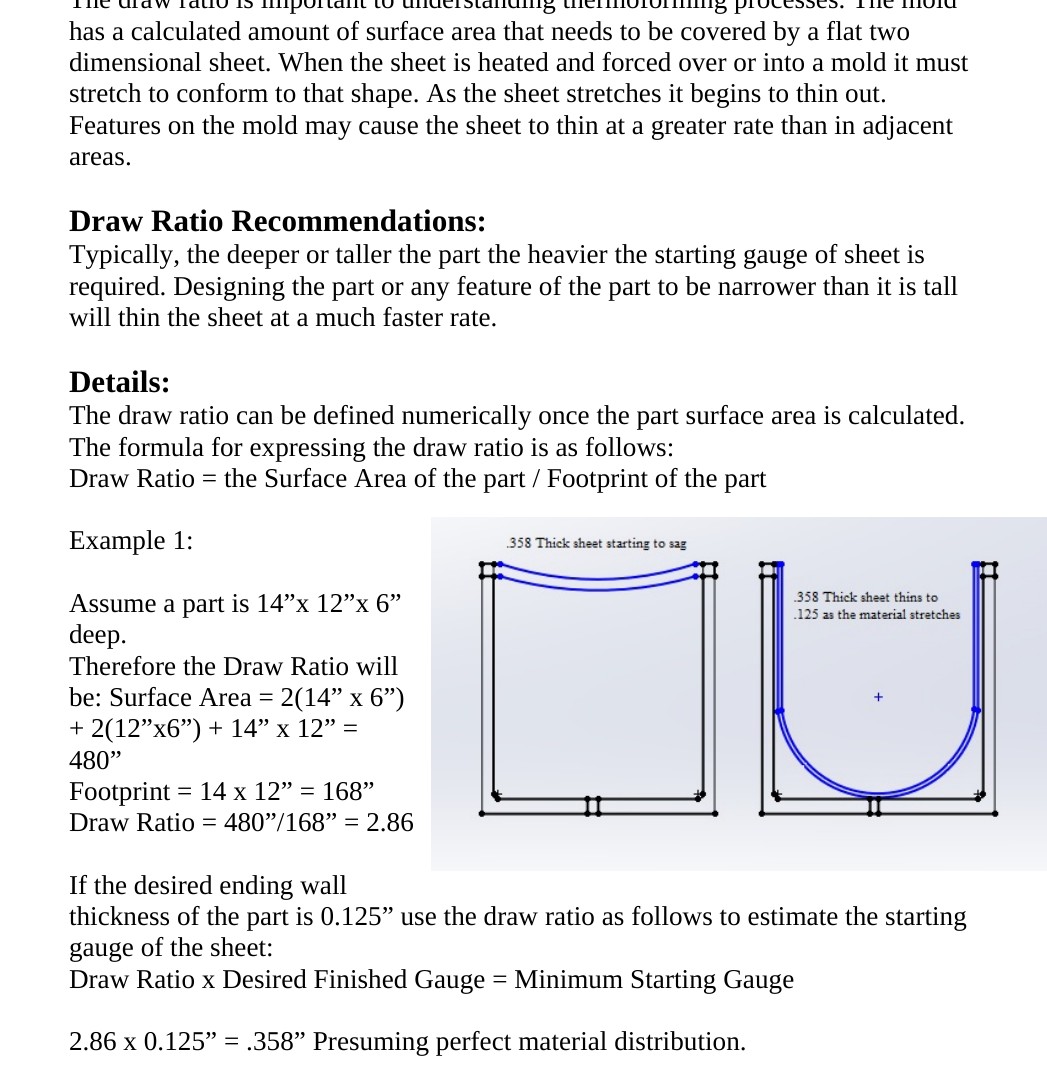 The draw ratio is important to understanding thermoforming processes. The mold
has a calculated amount of surface area that needs to be covered by a flat two
dimensional sheet. When the sheet is heated and forced over or into a mold it must
stretch to conform to that shape. As the sheet stretches it begins to thin out.
Features on the mold may cause the sheet to thin at a greater rate than in adjacent
areas.
Draw Ratio Recommendations:
Typically, the deeper or taller the part the heavier the starting gauge of sheet is
required. Designing the part or any feature of the part to be narrower than it is tall
will thin the sheet at a much faster rate.
Details:
The draw ratio can be defined numerically once the part surface area is calculated.
The formula for expressing the draw ratio is as follows:
Draw Ratio = the Surface Area of the part / Footprint of the part
Example 1:
Assume a part is 14”x 12”x 6”
deep.
Therefore the Draw Ratio will
be: Surface Area = 2(14” x 6”)
+ 2(12”x6”) + 14” x 12” =
480”
Footprint = 14 x 12” = 168”
Draw Ratio = 480”/168” = 2.86
.358 Thick sheet starting to sag
.358 Thick sheet thins to
.125 as the material stretches
If the desired ending wall
thickness of the part is 0.125” use the draw ratio as follows to estimate the starting
gauge of the sheet:
Draw Ratio x Desired Finished Gauge = Minimum Starting Gauge
2.86 x 0.125” = .358” Presuming perfect material distribution.